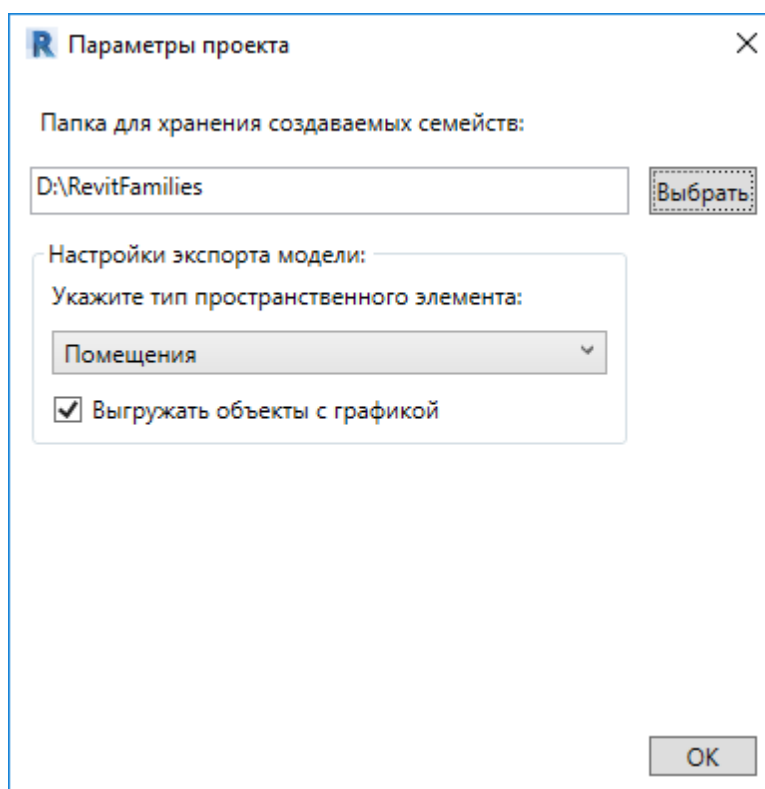 Параметры проекта
Папка для хранения создаваемых семейств:
D:\RevitFamilies
Выбрать
Настройки экспорта модели:
Укажите тип пространственного элемента:
Помещения
Выгружать объекты с графикой
OK